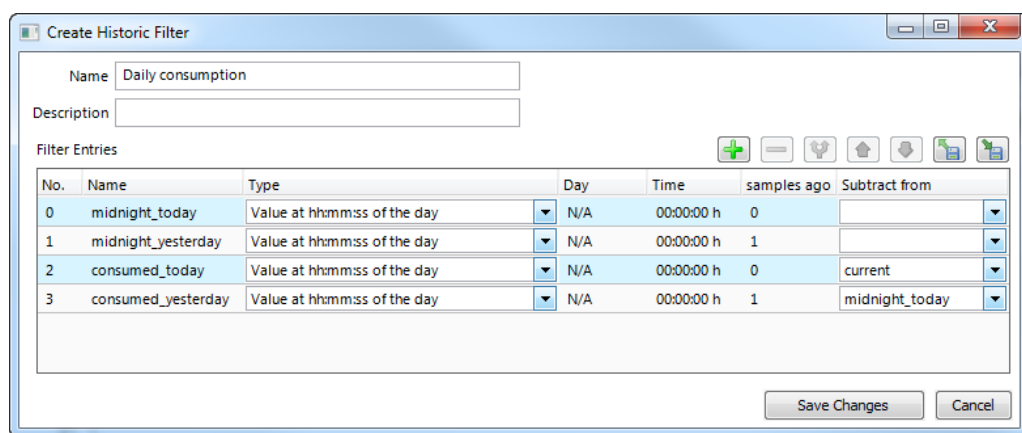 Create Historic Filter
Name Daily consumption
Description
Filter Entries
No. Name Type Day Time samples ago Subtract from
0 midnight_today Value at hh:mm:ss of the day N/A 00:00:00 h 0
1 midnight_yesterday Value at hh:mm:ss of the day N/A 00:00:00 h 1
2 consumed_today Value at hh:mm:ss of the day N/A 00:00:00 h 0 current
3 consumed_yesterday Value at hh:mm:ss of the day N/A 00:00:00 h 1 midnight_today
Save Changes Cancel